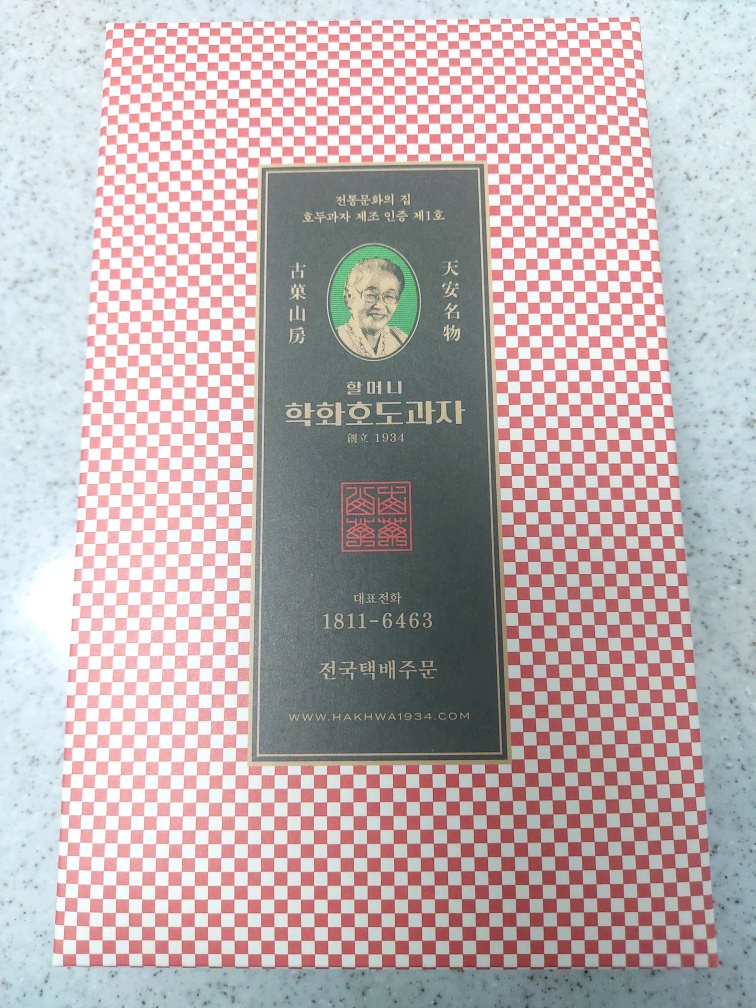 전통문화의 집
호두과자 제조 인증 제1호
古菓山房
天安名物
할머니
학화호도과자
創立 1934
대표전화
1811-6463
전국택배주문
WWW.HAKHWA1934.COM